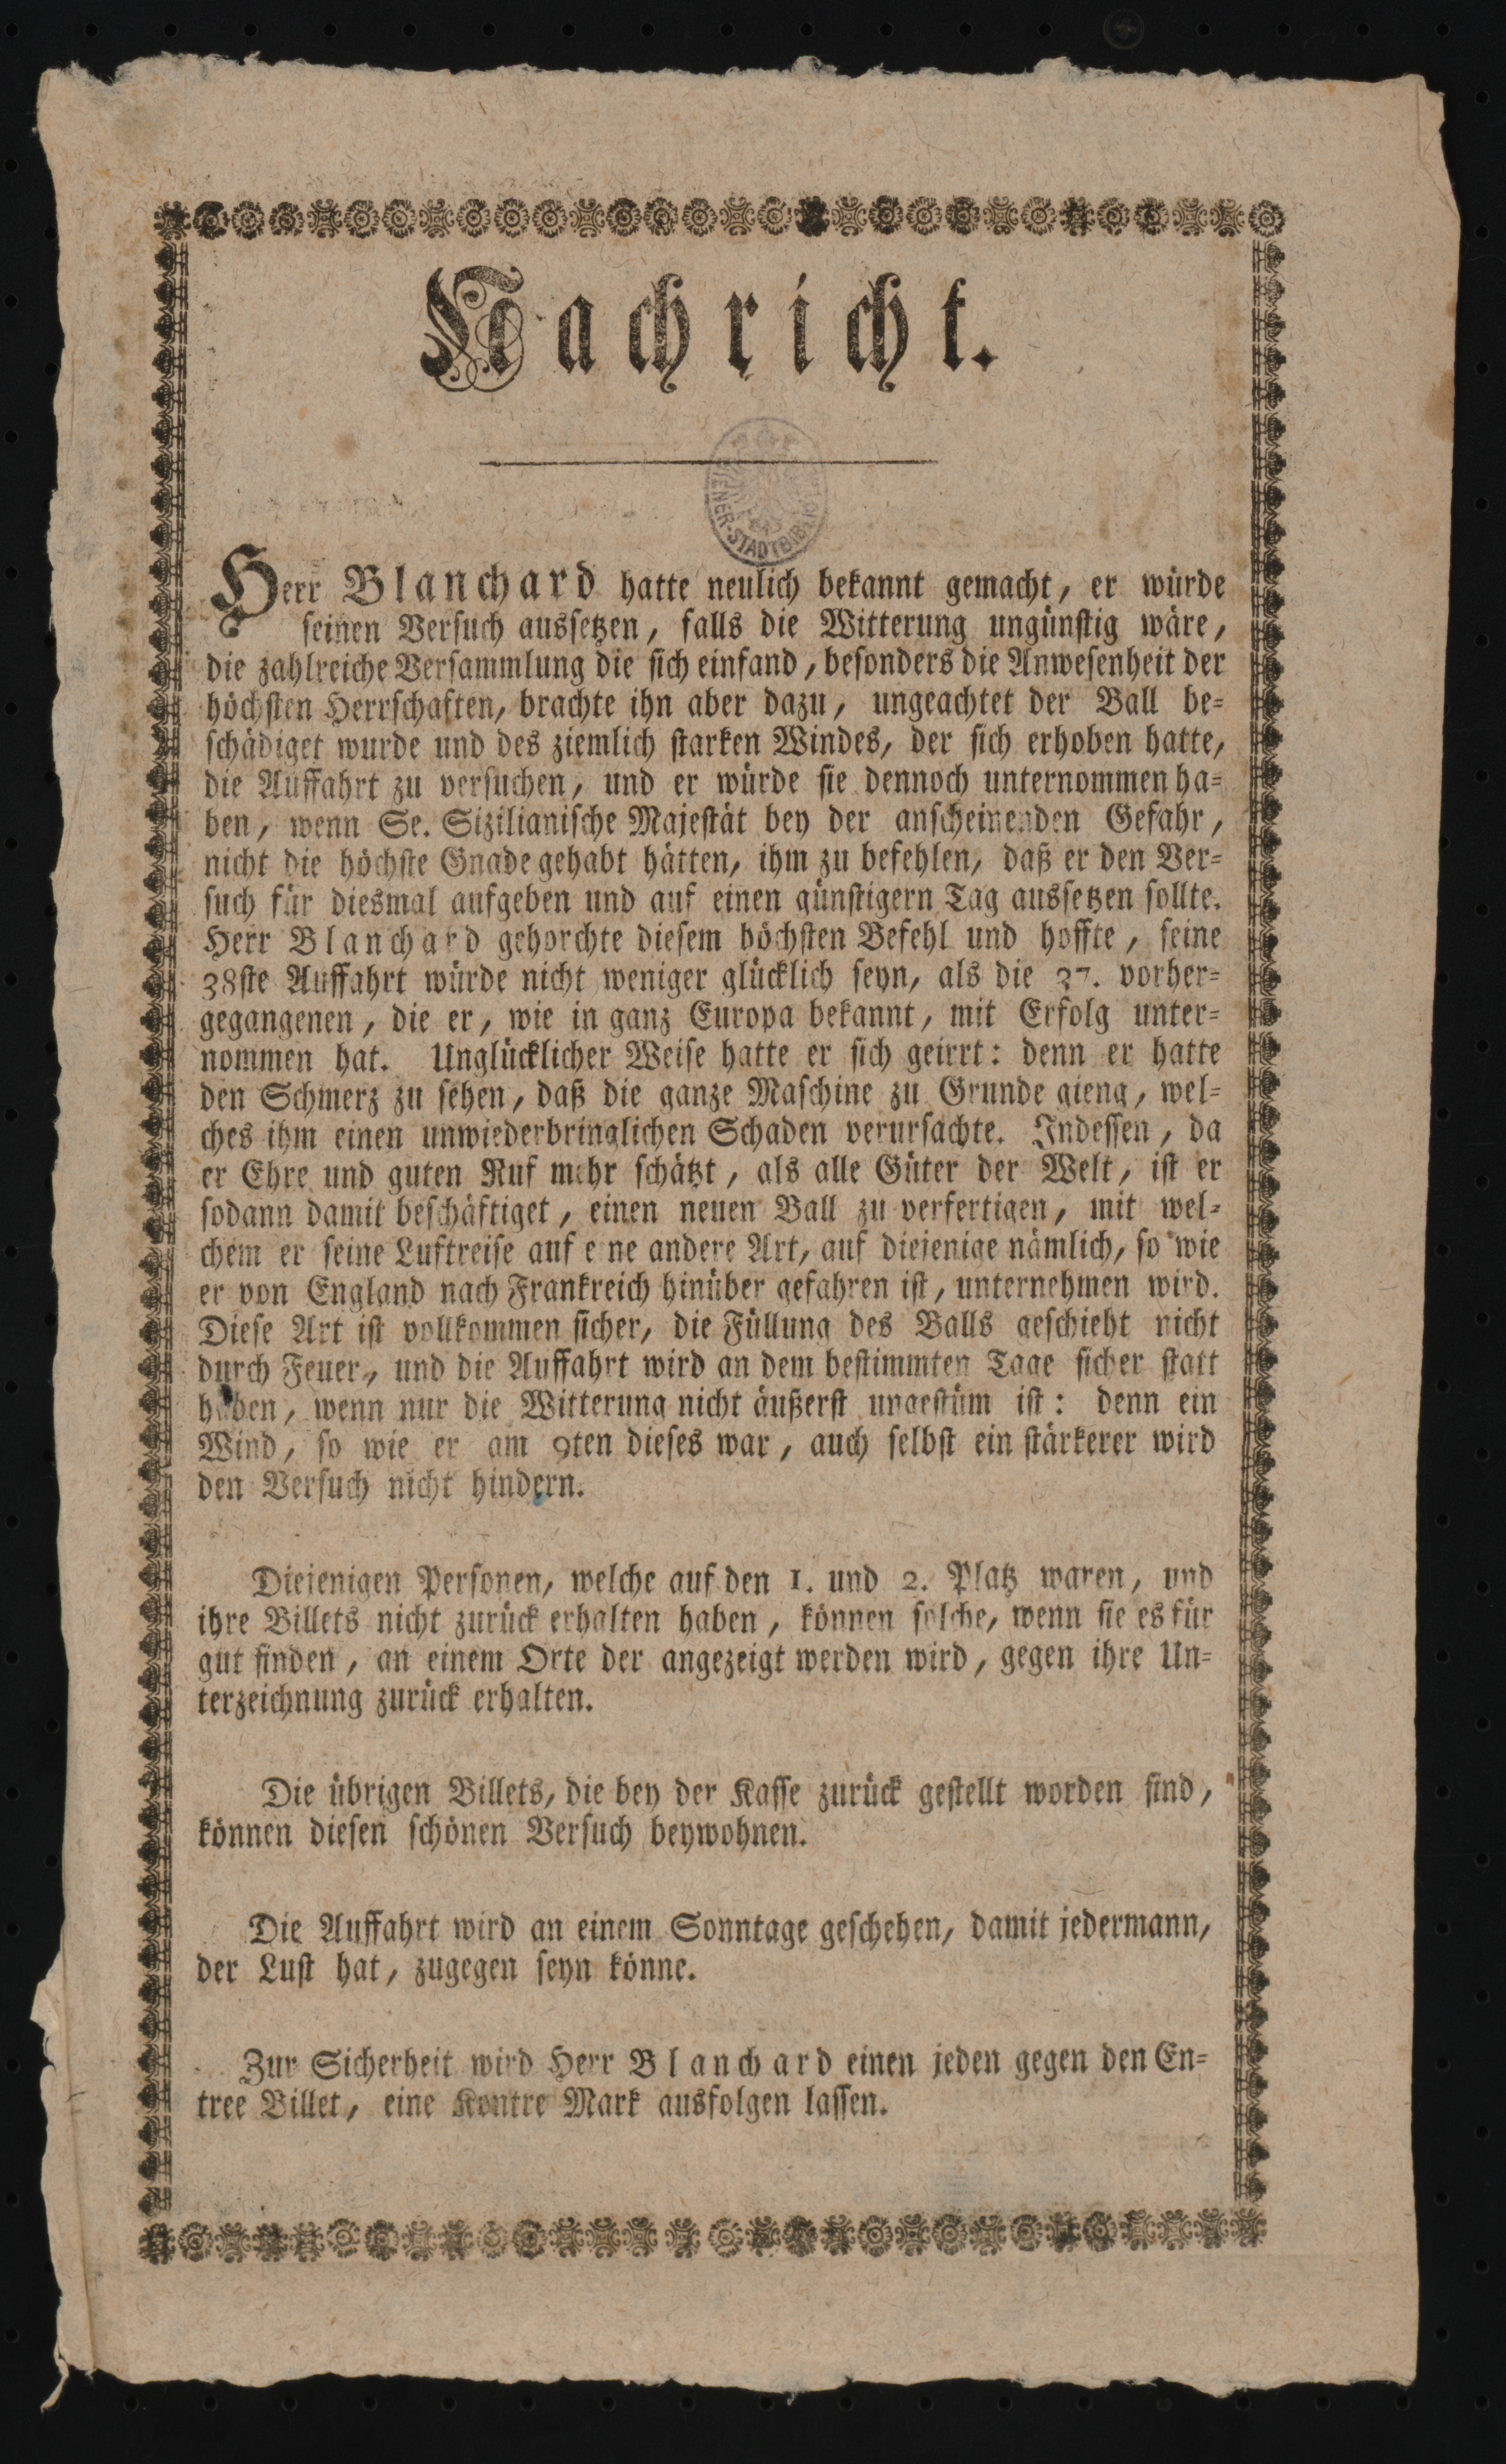 Nachricht.
Herr Blanchard hatte neulich bekannt gemacht, er würde
seinen Versuch aussetzen, falls die Witterung ungünstig wäre,
die zahlreiche Versammlung die sich einfand, besonders die Anwesenheit der
höchsten Herrschaften, brachte ihn aber dazu, ungeachtet der Ball be-
schädiget wurde und des ziemlich starken Windes, der sich erhoben hatte,
die Auffahrt zu versuchen, und er würde sie dennoch unternommen ha-
ben, wenn Se. Sizilianische Majestät bey der anscheinenden Gefahr,
nicht die höchste Gnade gehabt hätten, ihm zu befehlen, daß er den Ver-
such für diesmal aufgeben und auf einen günstigern Tag aussetzen sollte.
Herr Blanchard gehorchte diesem höchsten Befehl und hoffte, seine
38ste Auffahrt würde nicht weniger glücklich seyn, als die 37. vorher-
gegangenen, die er, wie in ganz Europa bekannt, mit Erfolg unter-
nommen hat. Unglücklicher Weise hatte er sich geirrt: denn er hatte
den Schmerz zu sehen, daß die ganze Maschine zu Grunde gieng, wel-
ches ihm einen unwiederbringlichen Schaden verursachte. Indessen, da
er Ehre und guten Ruf mehr schätzt, als alle Güter der Welt, ist er
sodann damit beschäftiget, einen neuen Ball zu verfertigen, mit wel-
chem er seine Luftreise auf e ne andere Art, auf diejenige nämlich, so wie
er von England nach Frankreich hinüber gefahren ist, unternehmen wird.
Diese Art ist vollkommen sicher, die Füllung des Balls geschieht nicht
durch Feuer, und die Auffahrt wird an dem bestimmten Tage sicher statt
haben, wenn nur die Witterung nicht äußerst ungestüm ist: denn ein
Wind, so wie er am 9ten dieses war, auch selbst ein stärkerer wird
den Versuch nicht hindern.
Diejenigen Personen, welche auf den 1. und 2. Platz waren, und
ihre Billets nicht zurück erhalten haben, können solche, wenn sie es für
gut finden, an einem Orte der angezeigt werden wird, gegen ihre Un-
terzeichnung zurück erhalten.
Die übrigen Billets, die bey der Kasse zurück gestellt worden sind,
können diesen schönen Versuch beywohnen.
Die Auffahrt wird an einem Sonntage geschehen, damit jedermann,
der Lust hat, zugegen seyn könne.
Zur Sicherheit wird Herr Blanchard einen jeden gegen den En-
tree Billet, eine Kontre Mark ausfolgen lassen.